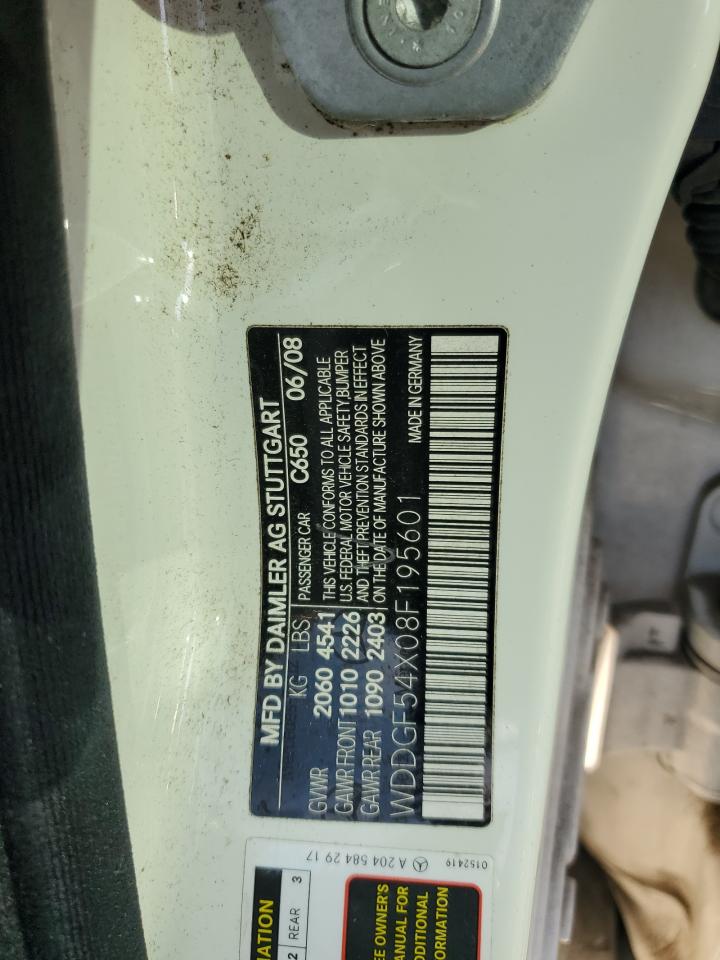 MFD BY DAIMLER AG STUTTGART
KG LBS PASSENGER CAR C650 06/08
GVWR 2060 4541 THIS VEHICLE CONFORMS TO ALL APPLICABLE
GAWR FRONT 1010 2226 U.S. FEDERAL MOTOR VEHICLE SAFETY/BUMPER
GAWR REAR 1090 2403 AND THEFT PREVENTION STANDARDS IN EFFECT
ON THE DATE OF MANUFACTURE SHOWN ABOVE
WDDGF54X08F195601 MADE IN GERMANY
MATION
2 REAR 3
A 204 584 29 17
0152419
EE OWNER'S
MANUAL FOR
DDITIONAL
ORMATION